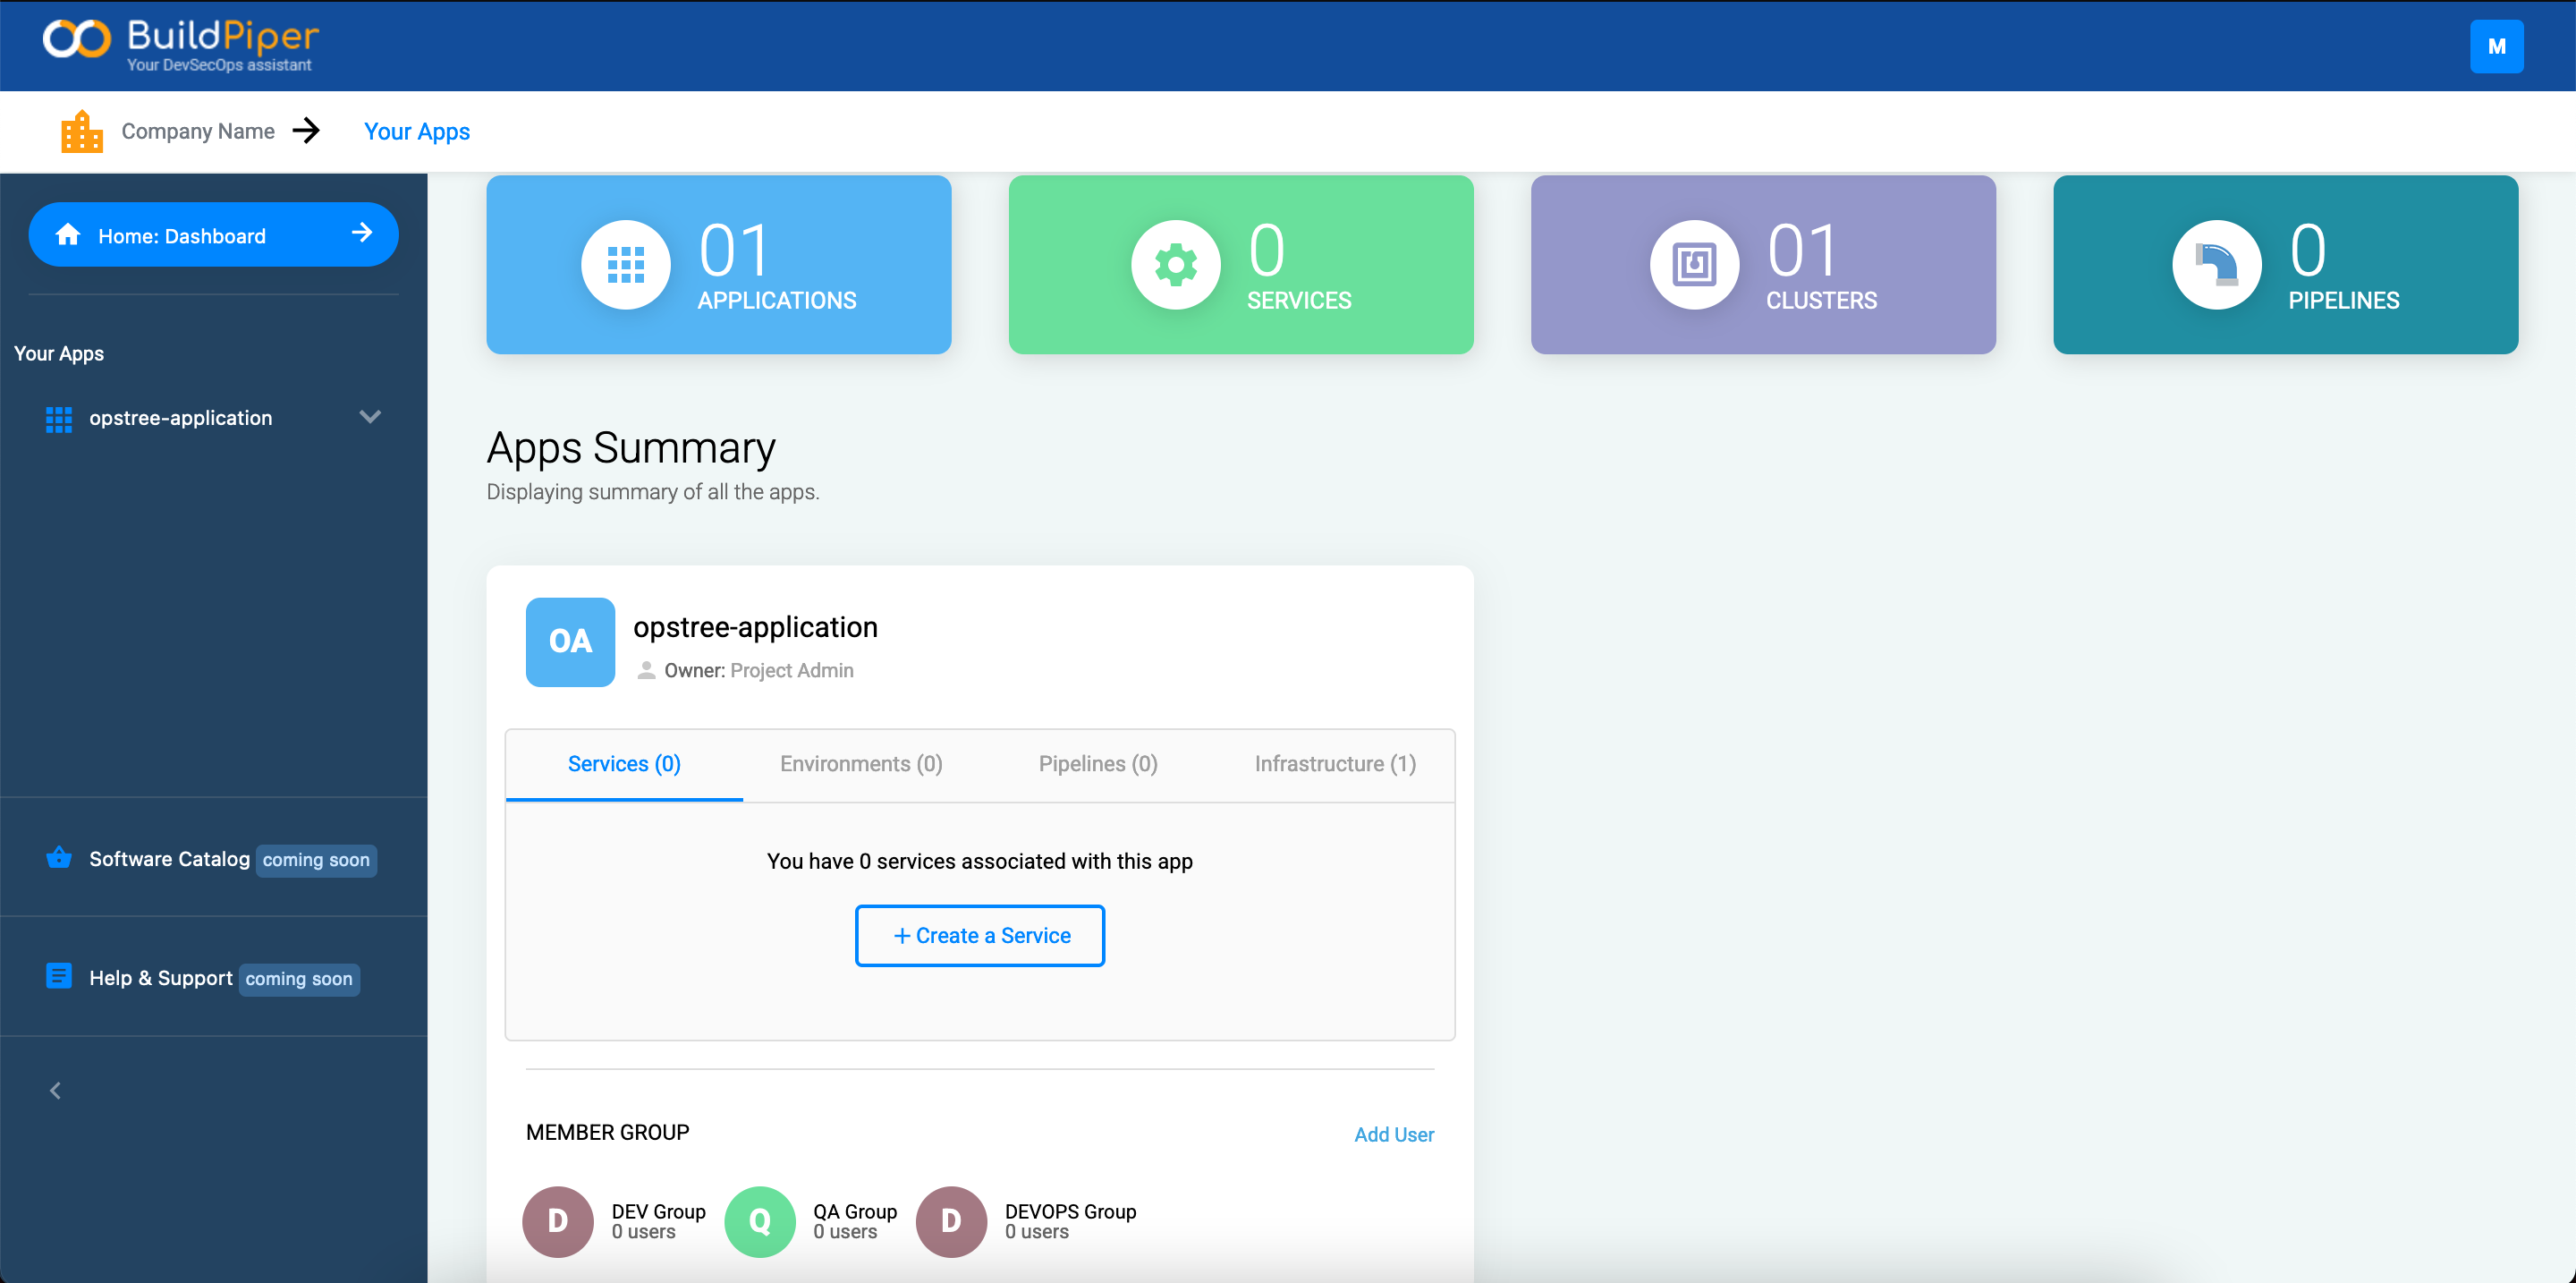 BuildPiper
Your DevSecOps assistant
M
Company Name
Your Apps
Home: Dashboard
Your Apps
opstree-application
Software Catalog coming soon
Help & Support coming soon
01
APPLICATIONS
0
SERVICES
01
CLUSTERS
0
PIPELINES
Apps Summary
Displaying summary of all the apps.
OA
opstree-application
Owner: Project Admin
Services (0)
Environments (0)
Pipelines (0)
Infrastructure (1)
You have 0 services associated with this app
+ Create a Service
MEMBER GROUP
Add User
D
DEV Group
0 users
Q
QA Group
0 users
D
DEVOPS Group
0 users